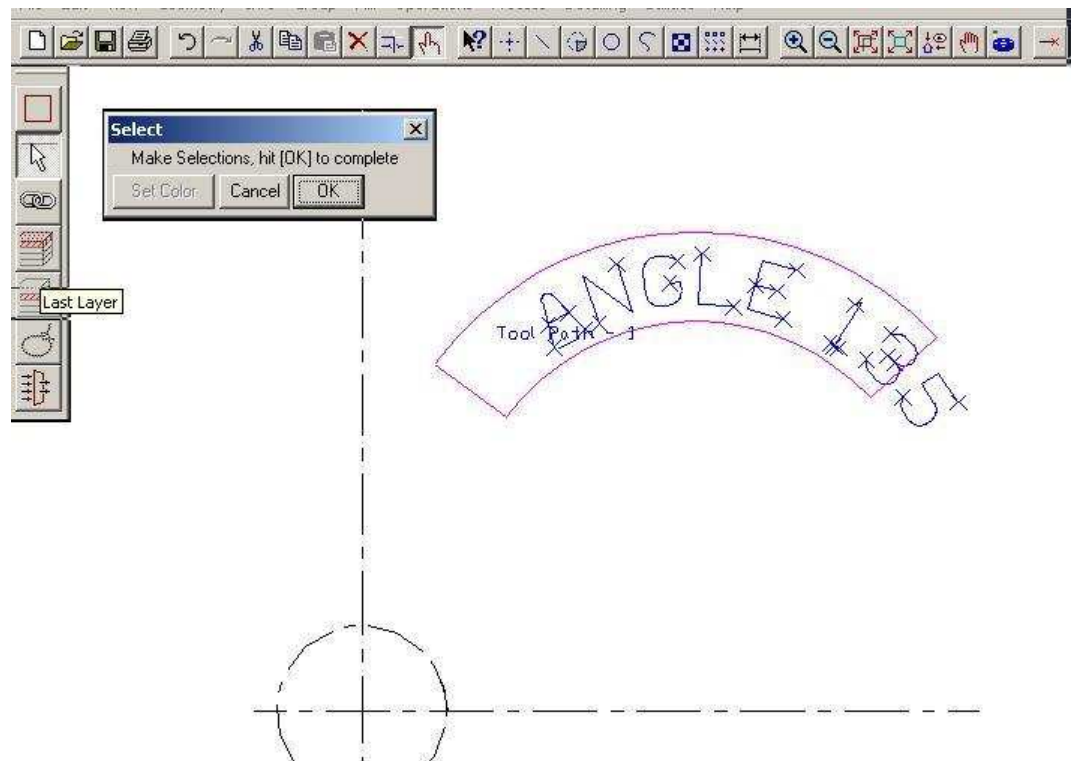 Select
Make Selections, hit [OK] to complete
Set Color
Cancel
OK
Last Layer
ANGLE 135
Tool Path - 1